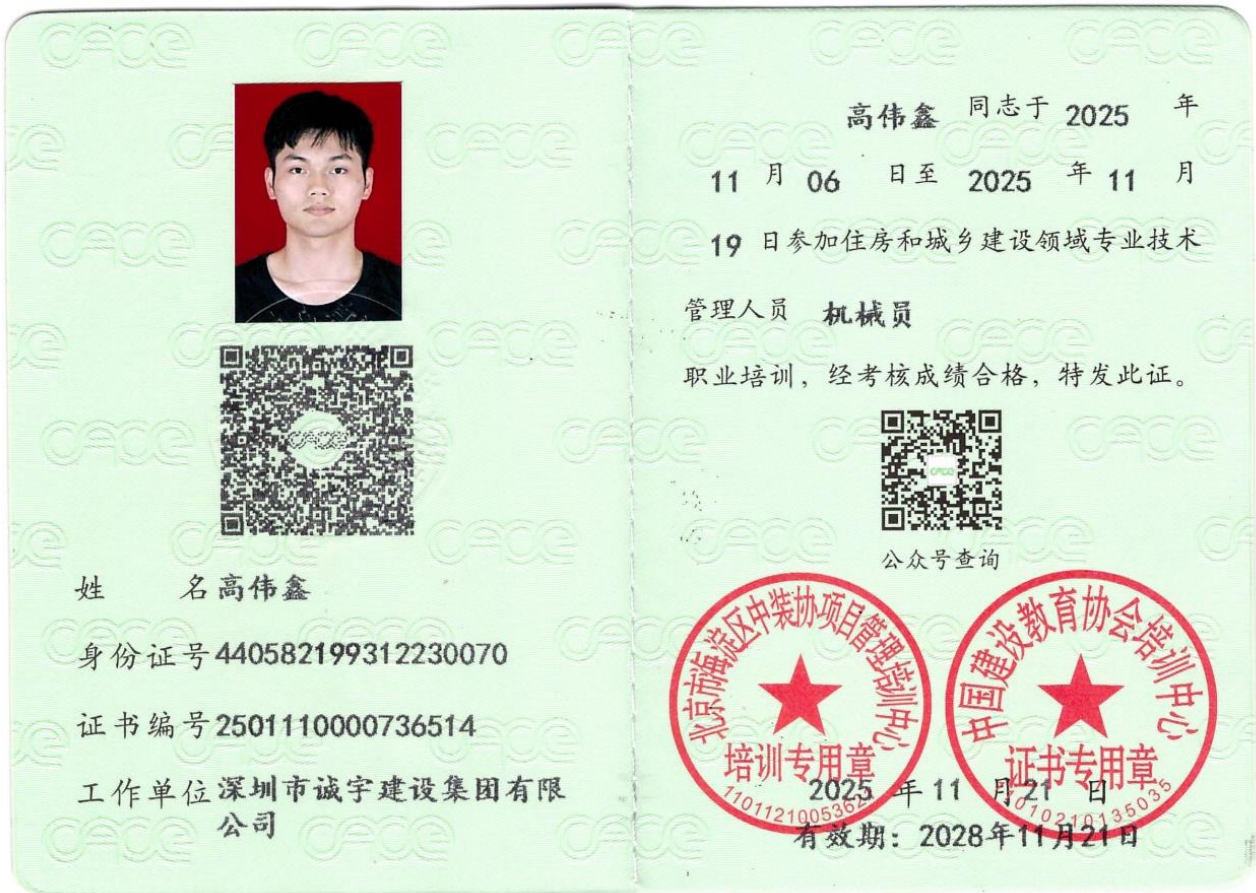 姓 名高伟鑫
身份证号440582199312230070
证书编号2501110000736514
工作单位深圳市诚宇建设集团有限
公司
高伟鑫 同志于 2025 年
11 月 06 日至 2025 年 11 月
19 日参加住房和城乡建设领域专业技术
管理人员 机械员
职业培训，经考核成绩合格，特发此证。
CACE
公众号查询
北京市海淀区中装协项目管理培训中心
培训专用章
中国建设教育协会培训中心
证书专用章
2025 年 11 月 21 日
有效期：2028年11月21日